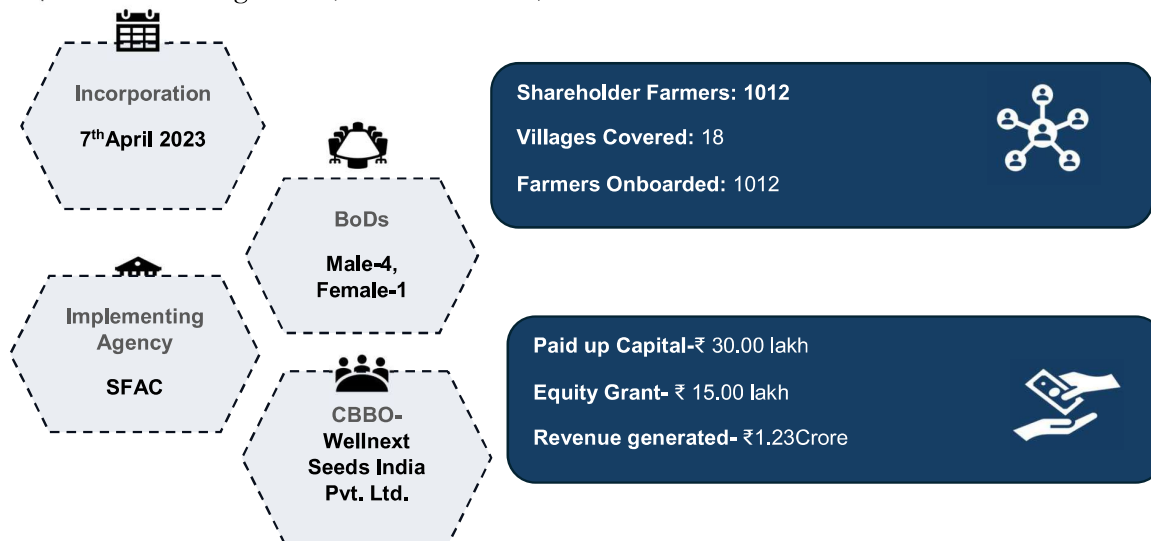 Incorporation
7thApril 2023
BoDs
Male-4,
Female-1
Implementing
Agency
SFAC
CBBO-
Wellnext
Seeds India
Pvt. Ltd.
Shareholder Farmers: 1012
Villages Covered: 18
Farmers Onboarded: 1012
Paid up Capital-₹ 30.00 lakh
Equity Grant- ₹ 15.00 lakh
Revenue generated- ₹1.23Crore